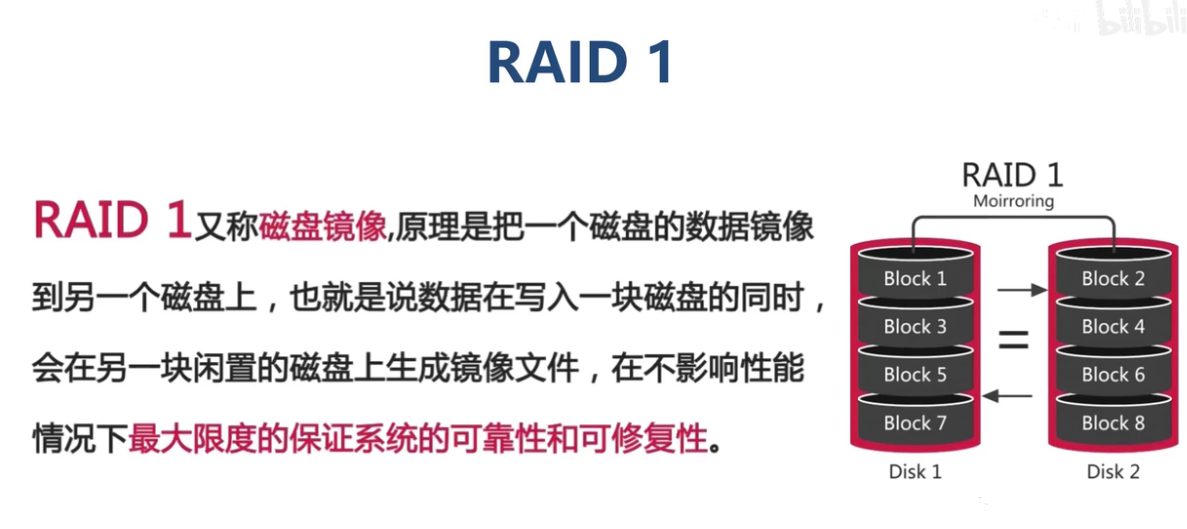 bilibili
RAID 1
RAID 1又称磁盘镜像,原理是把一个磁盘的数据镜像
到另一个磁盘上，也就是说数据在写入一块磁盘的同时，
会在另一块闲置的磁盘上生成镜像文件，在不影响性能
情况下最大限度的保证系统的可靠性和可修复性。
RAID 1
Moirroring
Block 1
Block 3
Block 5
Block 7
Disk 1
=
Block 2
Block 4
Block 6
Block 8
Disk 2